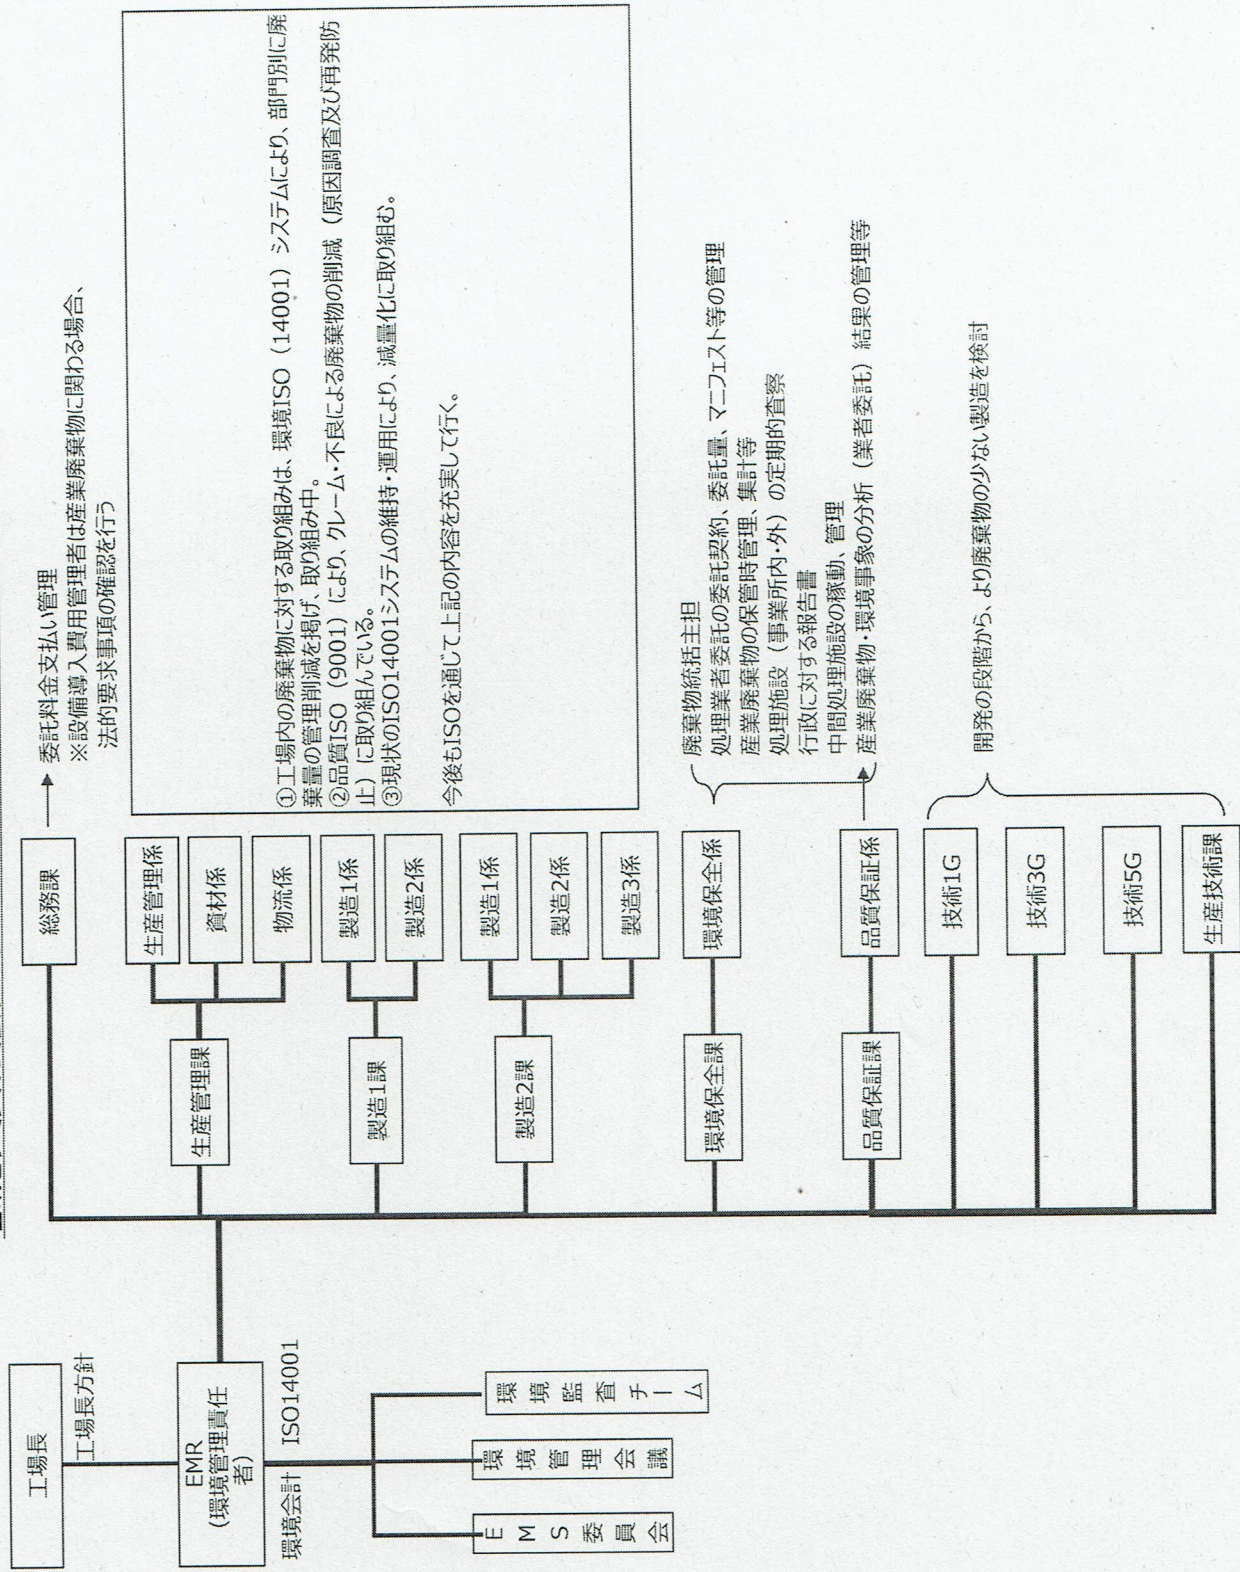 工場長
工場長方針
EMR
(環境管理責任
者)
環境会計
ISO14001
EMS委員会
環境管理会議
環境監査チーム
総務課
委託料金支払い管理
※設備導入費用管理者は産業廃棄物に関わる場合、
法的要求事項の確認を行う
生産管理課
生産管理係
資材係
物流係
製造1課
製造1係
製造2係
製造2課
製造1係
製造2係
製造3係
①工場内の廃棄物に対する取り組みは、環境ISO（14001）システムにより、部門別に廃
棄量の管理削減を掲げ、取り組み中。
②品質ISO（9001）により、クレーム・不良による廃棄物の削減（原因調査及び再発防
止）に取り組んでいる。
③現状のISO14001システムの維持・運用により、減量化に取り組む。
今後もISOを通じて上記の内容を充実して行く。
環境保全課
環境保全係
廃棄物統括主担
処理業者委託の委託契約、委託量、マニフェスト等の管理
産業廃棄物の保管時管理、集計等
処理施設（事業所内・外）の定期的査察
行政に対する報告書
中間処理施設の稼動、管理
品質保証課
品質保証係
産業廃棄物・環境事象の分析（業者委託）結果の管理等
技術1G
技術3G
技術5G
生産技術課
開発の段階から、より廃棄物の少ない製造を検討